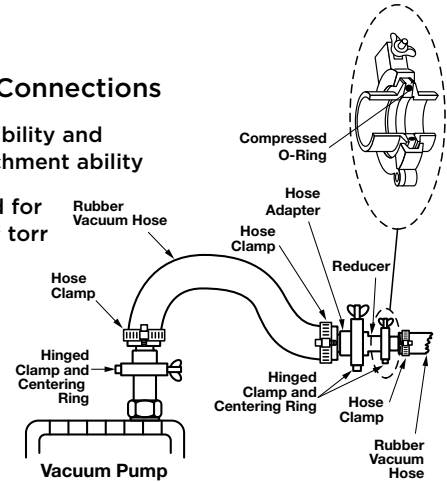 Connections
bility and
chment ability
d for
torr
Compressed
O-Ring
Hose
Adapter
Rubber
Vacuum Hose
Hose
Clamp
Reducer
Hose
Clamp
Hinged
Clamp and
Centering
Ring
Hinged
Clamp and
Centering Ring
Hose
Clamp
Rubber
Vacuum
Hose
Vacuum Pump